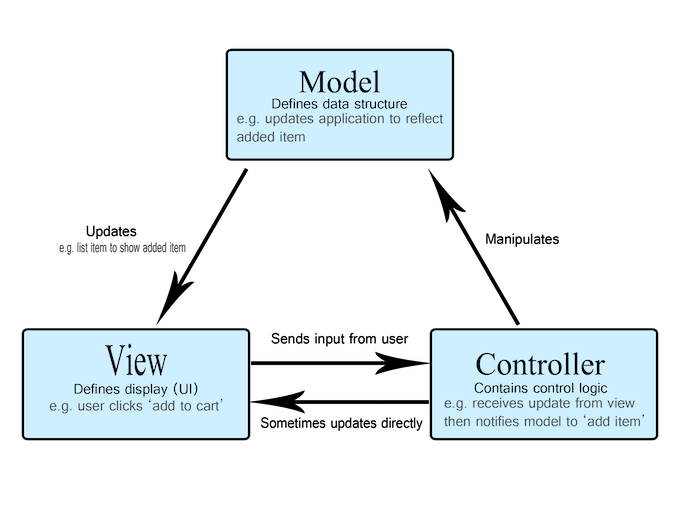 Model
Defines data structure
e.g. updates application to reflect
added item
Updates
e.g. list item to show added item
Manipulates
View
Defines display (UI)
e.g. user clicks ‘add to cart’
Sends input from user
Sometimes updates directly
Controller
Contains control logic
e.g. receives update from view
then notifies model to ‘add item’